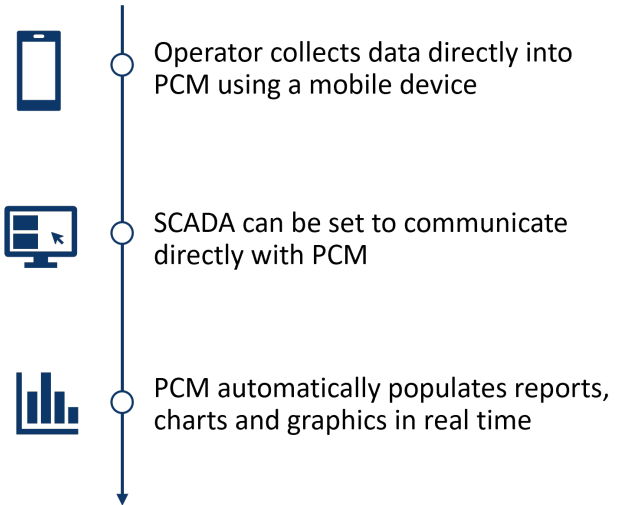 Operator collects data directly into
PCM using a mobile device
SCADA can be set to communicate
directly with PCM
PCM automatically populates reports,
charts and graphics in real time